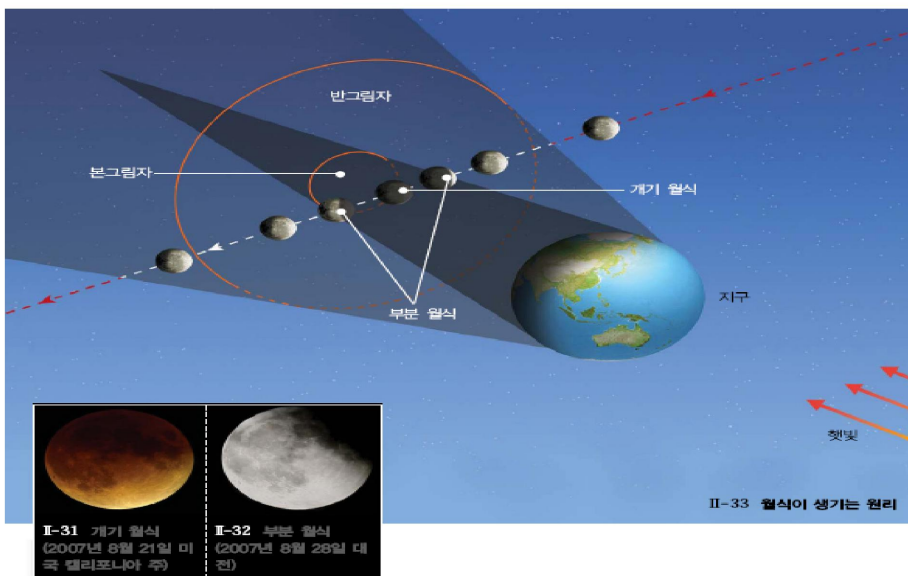 반그림자
본그림자
개기 월식
부분 월식
지구
햇빛
II-33 월식이 생기는 원리
II-31 개기 월식
(2007년 8월 21일 미
국 캘리포니아 주)
II-32 부분 월식
(2007년 8월 28일 대
전)